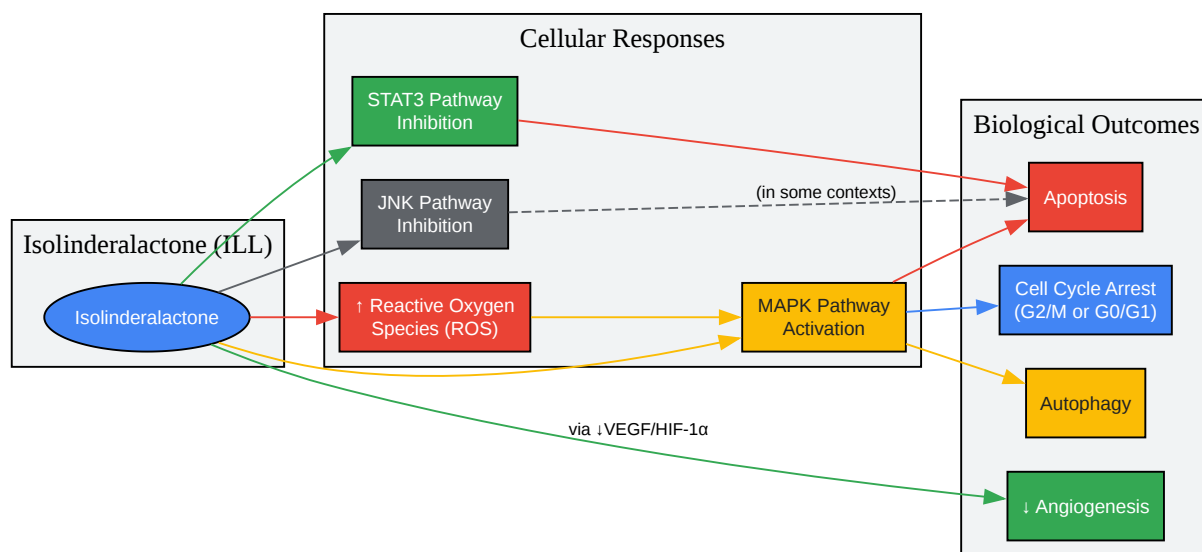 Cellular Responses
STAT3 Pathway
Inhibition
Biological Outcomes
(in some contexts)
Apoptosis
JNK Pathway
Inhibition
Isolinderalactone (ILL)
Isolinderalactone
↑ Reactive Oxygen
Species (ROS)
MAPK Pathway
Activation
Cell Cycle Arrest
(G2/M or G0/G1)
Autophagy
via ↓VEGF/HIF-1α
↓ Angiogenesis